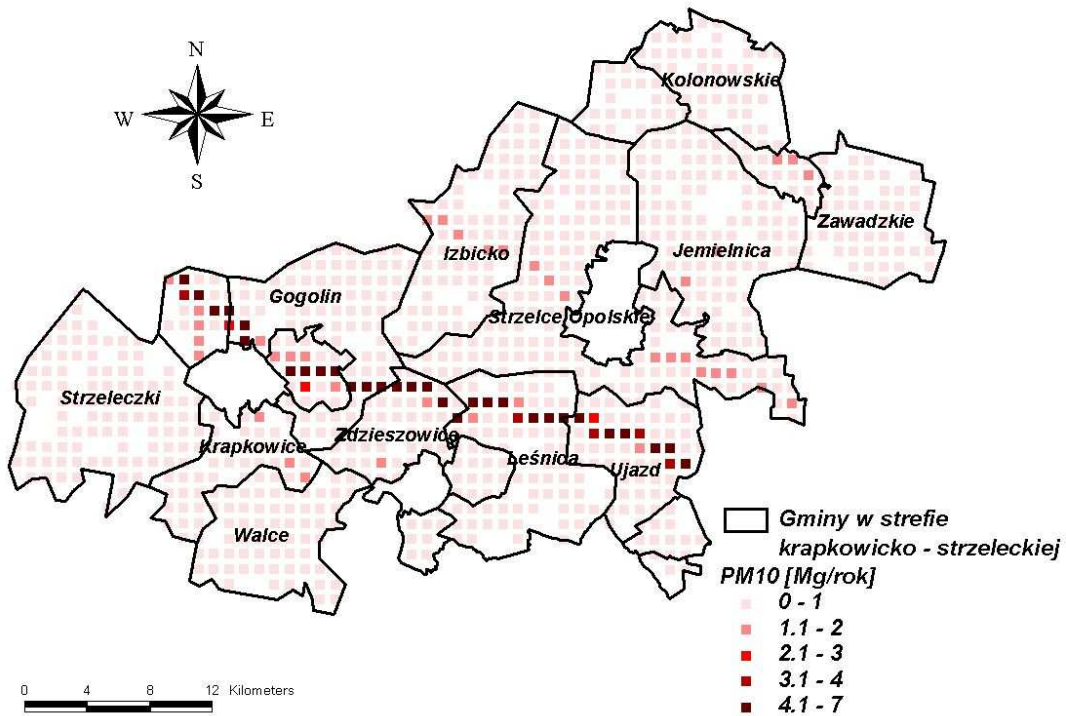 N
W E
S
Kolonowskie
Zawadzkie
Izbicko
Jemielnica
Gogolin
Strzelce Opolskie
Strzeleczki
Krapkowice
Zdzieszowice
Leśnica
Ujazd
Walce
Gminy w strefie
krapkowicko - strzeleckiej
PM10 [Mg/rok]
0 - 1
1.1 - 2
2.1 - 3
3.1 - 4
4.1 - 7
0 4 8 12 Kilometers